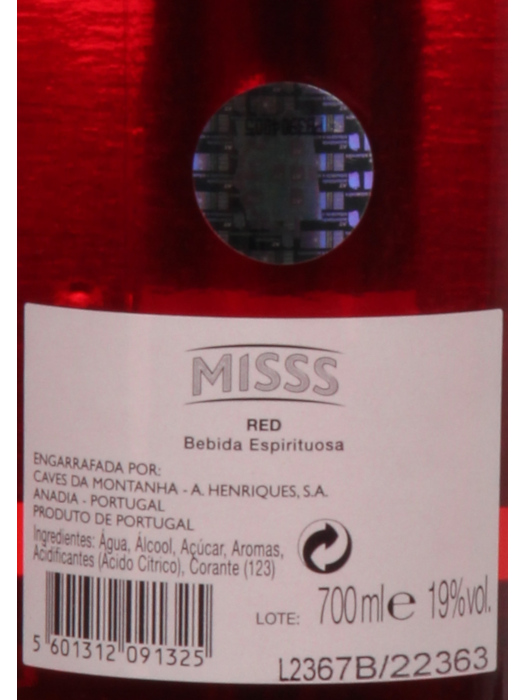 MISSS
RED
Bebida Espirituosa
ENGARRAFADA POR:
CAVES DA MONTANHA - A. HENRIQUES, S.A.
ANADIA - PORTUGAL
PRODUTO DE PORTUGAL
Ingredientes: Água, Álcool, Açúcar, Aromas,
Acidificantes (Ácido Cítrico), Corante (123)
LOTE: 700ml e 19%vol.
5 601312 091325
L2367B/22363